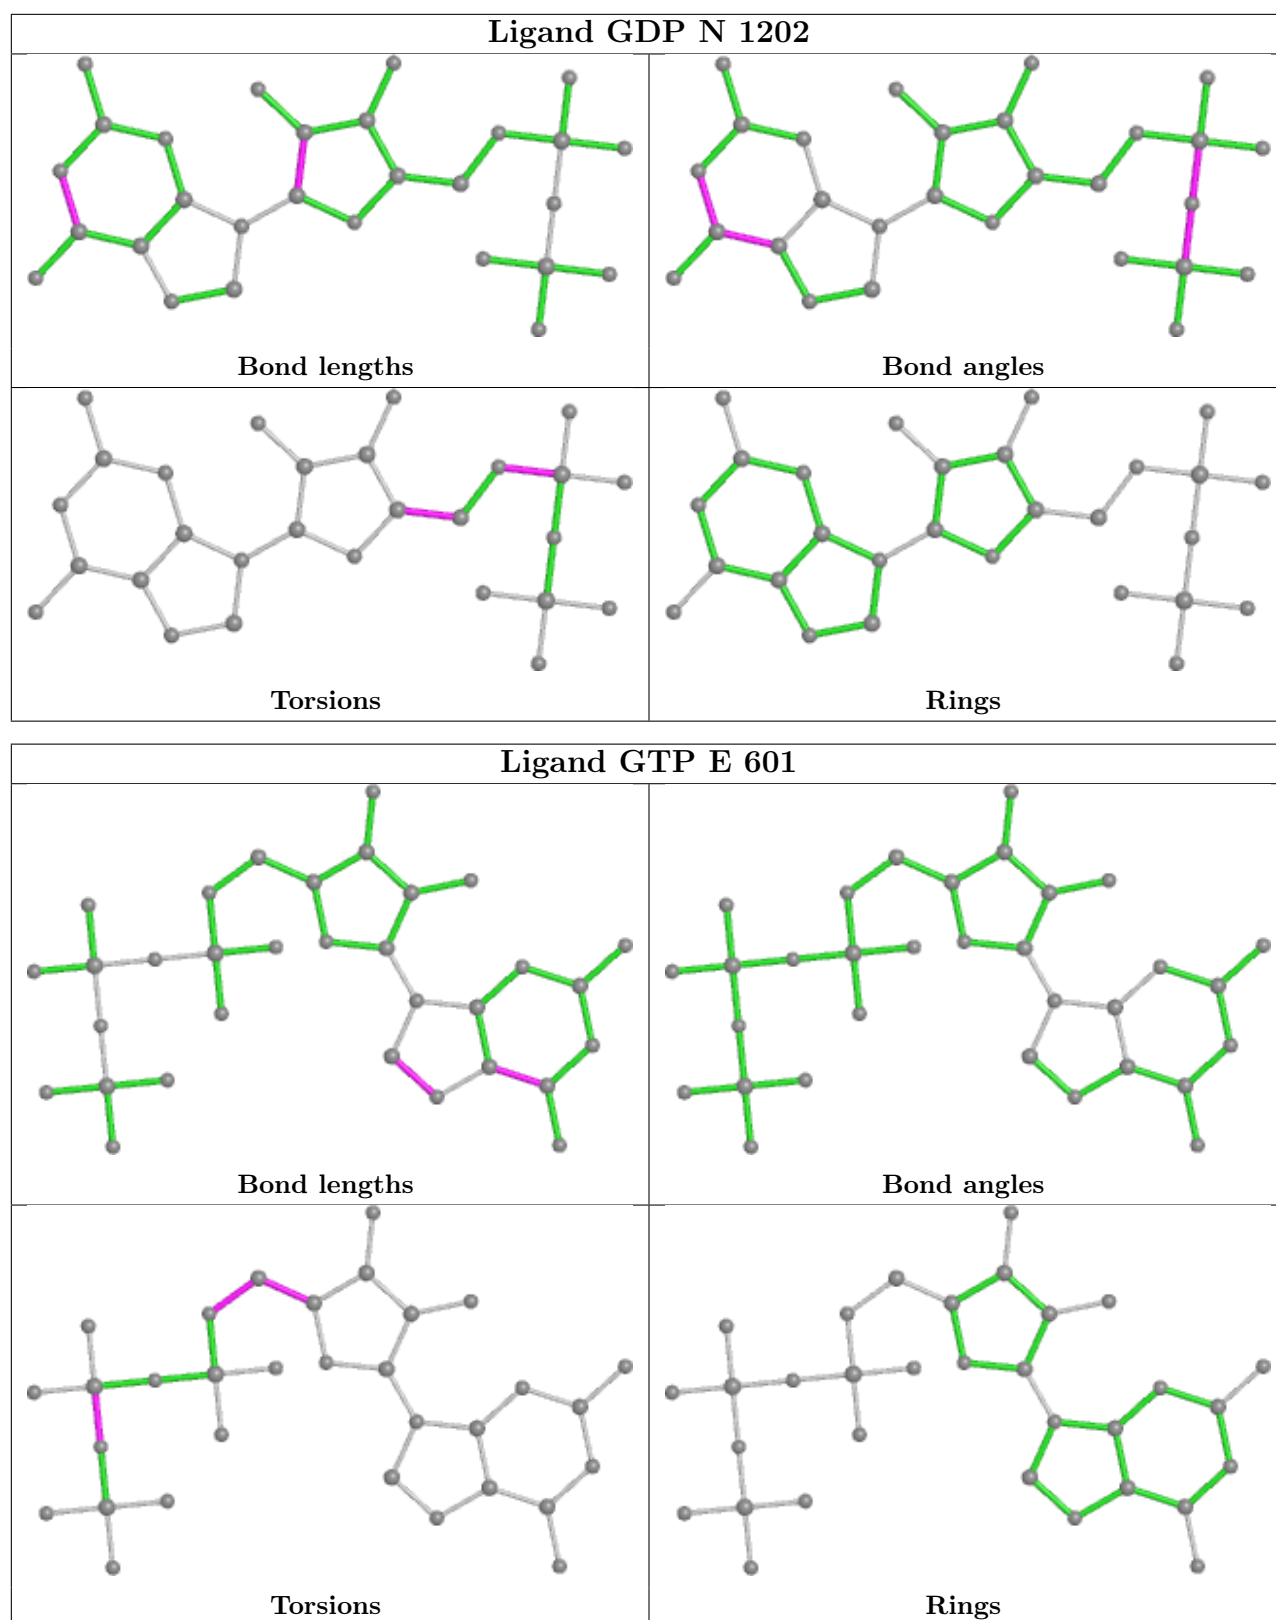 Ligand GDP N 1202
Bond lengths
Bond angles
Torsions
Rings
Ligand GTP E 601
Bond lengths
Bond angles
Torsions
Rings